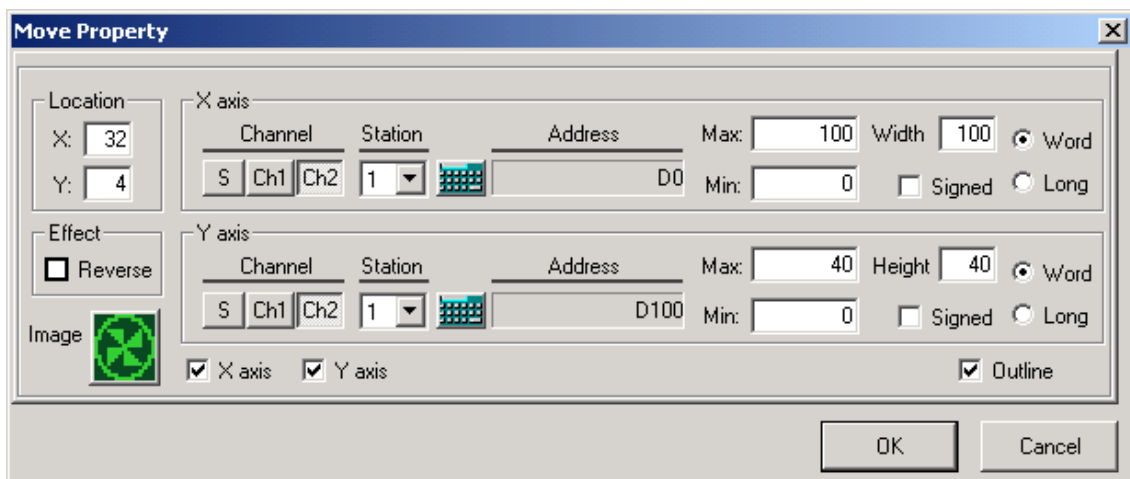 Move Property
Location
X: 32
Y: 4
X axis
Channel Station Address Max: 100 Width 100 Word
S Ch1 Ch2 1 D0 Min: 0 Signed Long
Effect
Reverse
Y axis
Channel Station Address Max: 40 Height 40 Word
S Ch1 Ch2 1 D100 Min: 0 Signed Long
Image
X axis Y axis Outline
OK Cancel